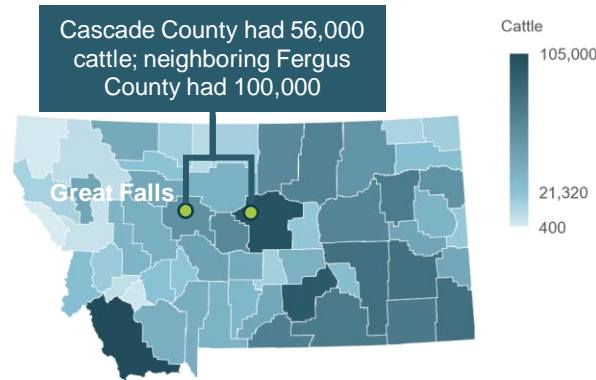 Cascade County had 56,000
cattle; neighboring Fergus
County had 100,000
Cattle
105,000
21,320
400
Great Falls